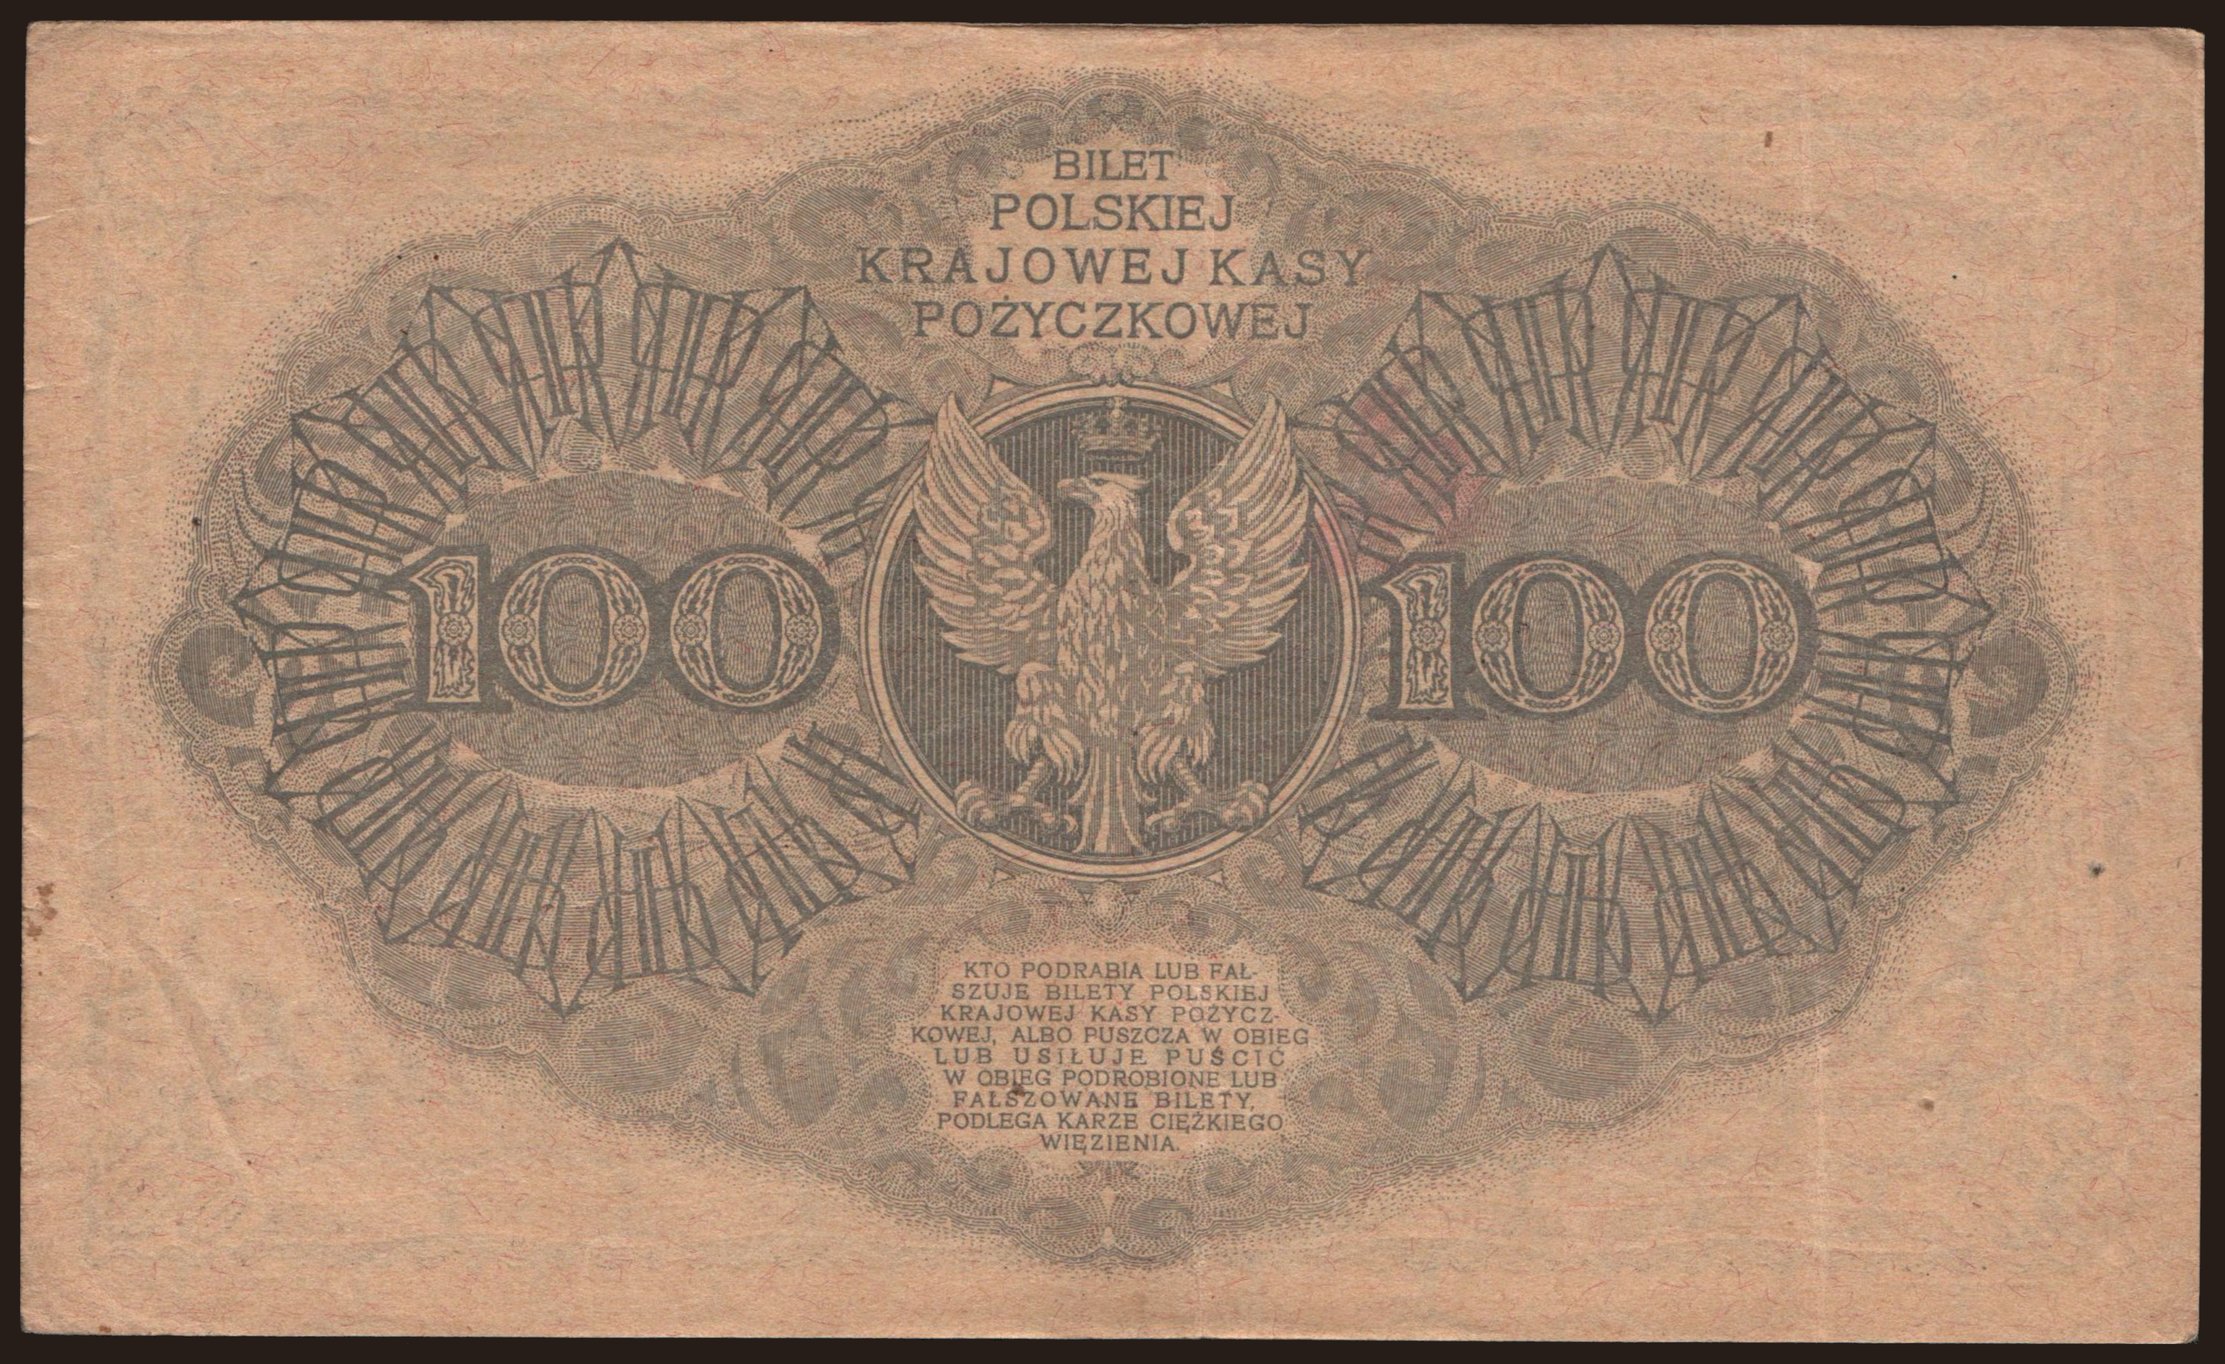 BILET
POLSKIEJ
KRAJOWEJ KASY
POŻYCZKOWEJ
100
100
KTO PODRABIA LUB FAŁ-
SZUJE BILETY POLSKIEJ
KRAJOWEJ KASY POŻYCZ-
KOWEJ, ALBO PUSZCZA W OBIEG
LUB USIŁUJE PUŚCIĆ
W OBIEG PODROBIONE LUB
FAŁSZOWANE BILETY,
PODLEGA KARZE CIĘŻKIEGO
WIĘZIENIA.